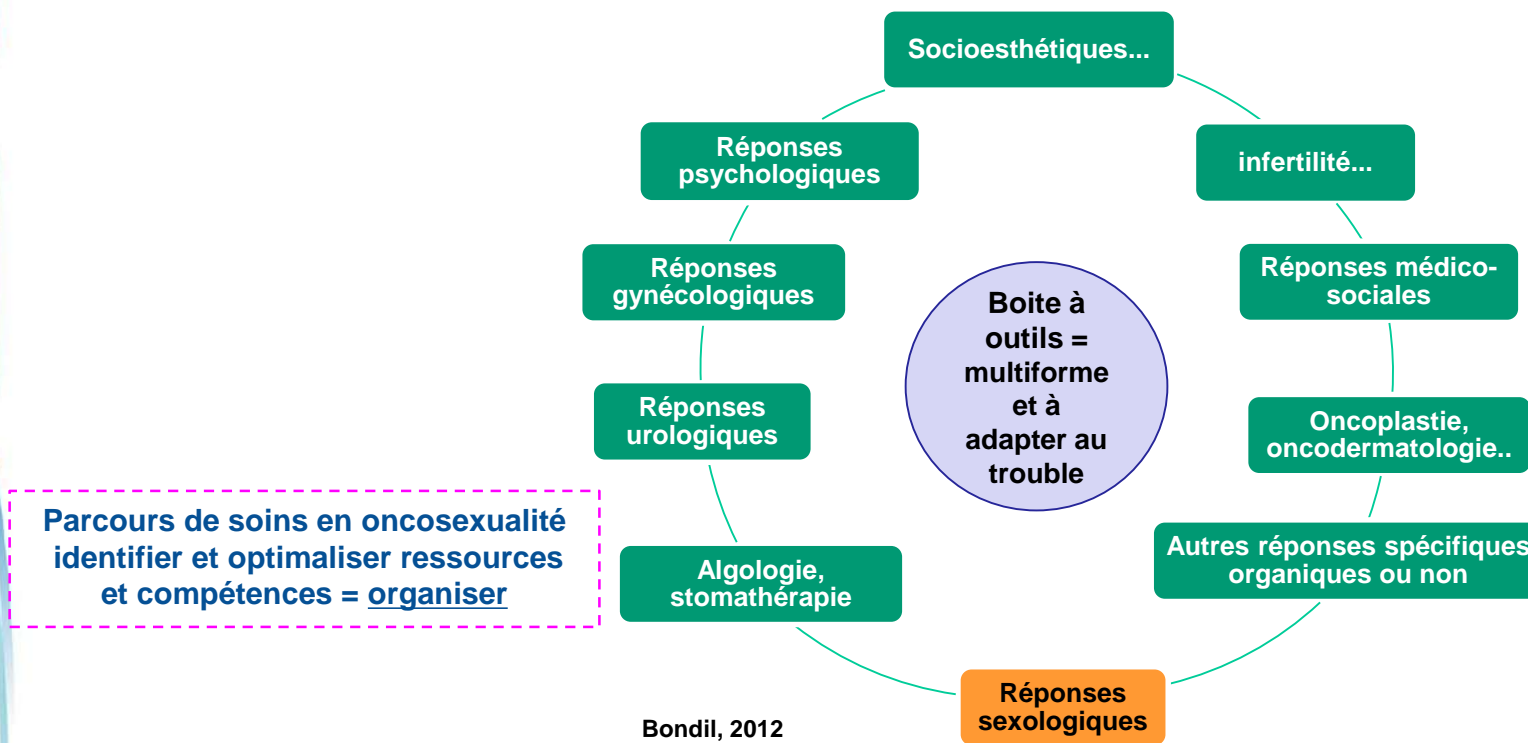 Socioesthétiques...
Réponses
psychologiques
infertilité...
Réponses
gynécologiques
Réponses médico-
sociales
Boite à
outils =
multiforme
et à
adapter au
trouble
Réponses
urologiques
Oncoplastie,
oncodermatologie..
Parcours de soins en oncosexualité
identifier et optimaliser ressources
et compétences = organiser
Algologie,
stomathérapie
Autres réponses spécifiques
organiques ou non
Réponses
sexologiques
Bondil, 2012